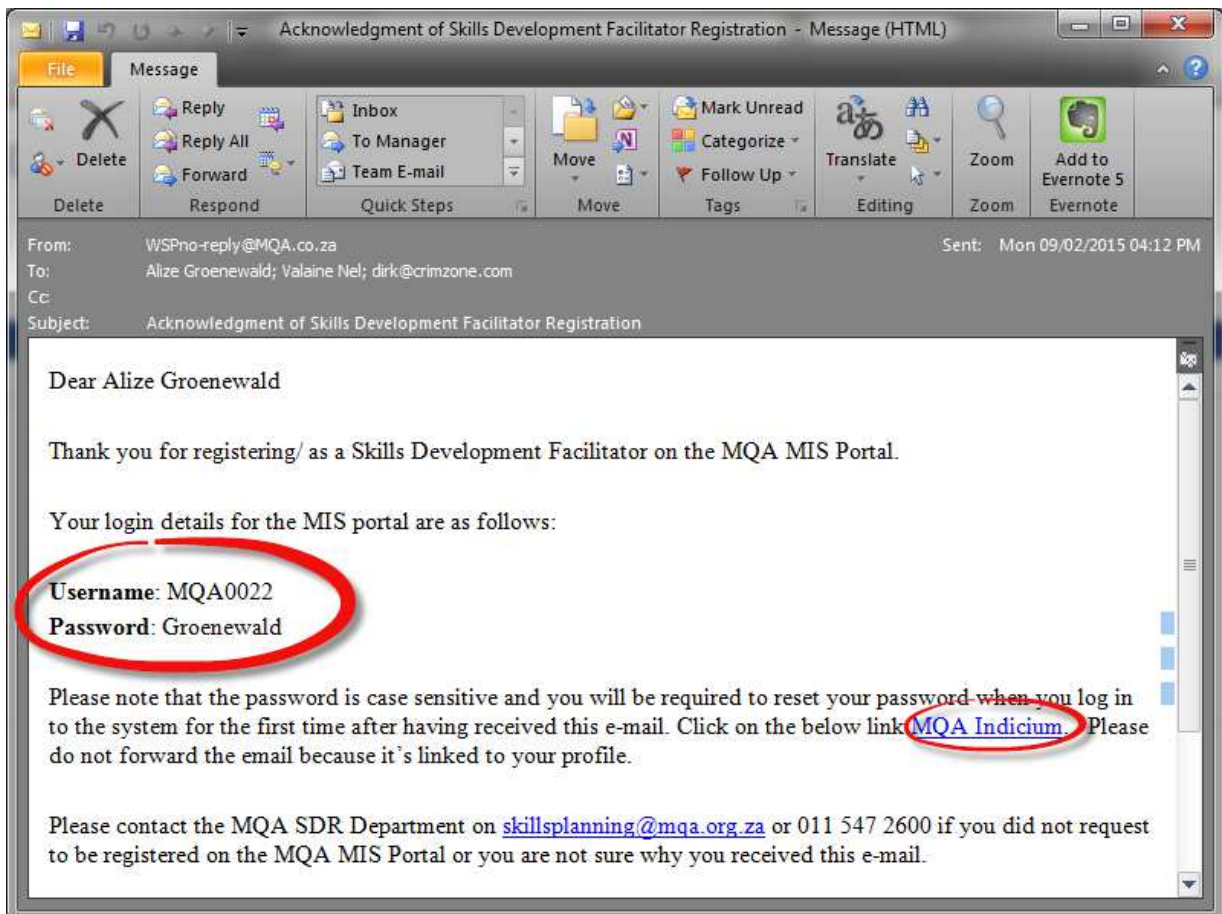 Acknowledgment of Skills Development Facilitator Registration - Message (HTML)
File Message
Delete
Reply
Reply All
Forward
Inbox
To Manager
Team E-mail
Move
Mark Unread
Categorize
Follow Up
Translate
Zoom
Add to
Evernote 5
Delete Respond Quick Steps Move Tags Editing Zoom Evernote
From: WSPno-reply@MQA.co.za Sent: Mon 09/02/2015 04:12 PM
To: Alize Groenewald; Valaine Nel; dirk@crimzone.com
Cc:
Subject: Acknowledgment of Skills Development Facilitator Registration
Dear Alize Groenewald
Thank you for registering/ as a Skills Development Facilitator on the MQA MIS Portal.
Your login details for the MIS portal are as follows:
Username: MQA0022
Password: Groenewald
Please note that the password is case sensitive and you will be required to reset your password when you log in
to the system for the first time after having received this e-mail. Click on the below link MQA Indicium. Please
do not forward the email because it’s linked to your profile.
Please contact the MQA SDR Department on skillsplanning@mqa.org.za or 011 547 2600 if you did not request
to be registered on the MQA MIS Portal or you are not sure why you received this e-mail.